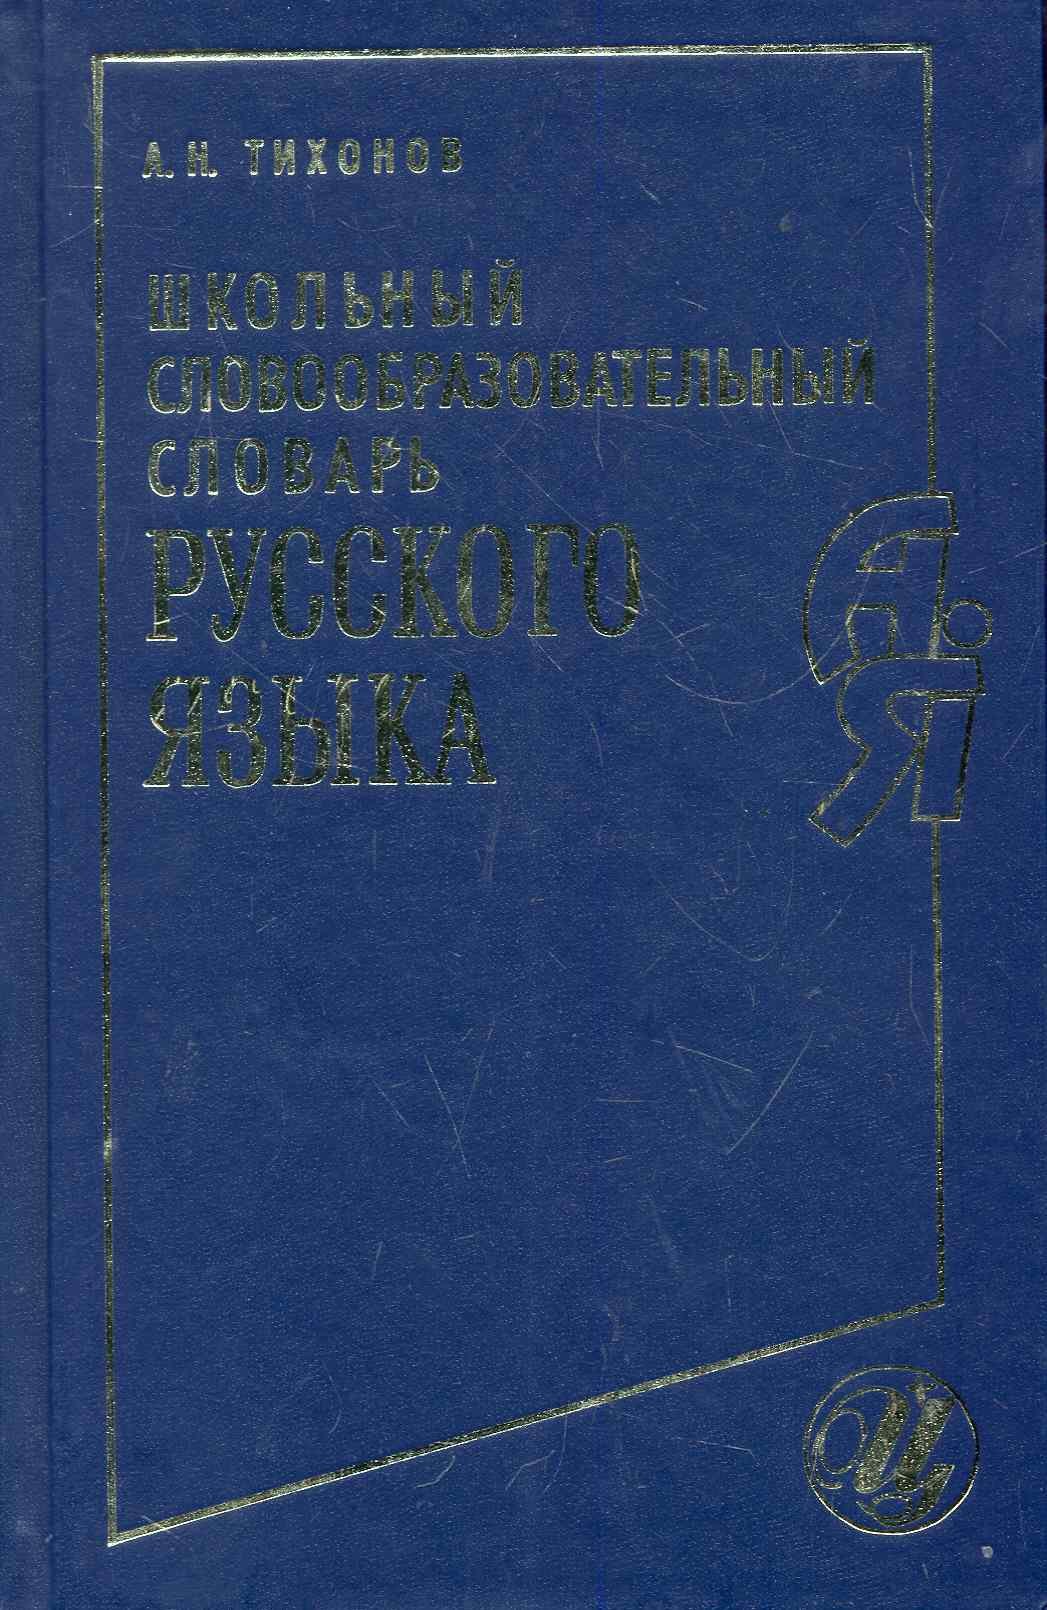 А. Н. ТИХОНОВ
ШКОЛЬНЫЙ
СЛОВООБРАЗОВАТЕЛЬНЫЙ
СЛОВАРЬ
РУССКОГО
ЯЗЫКА